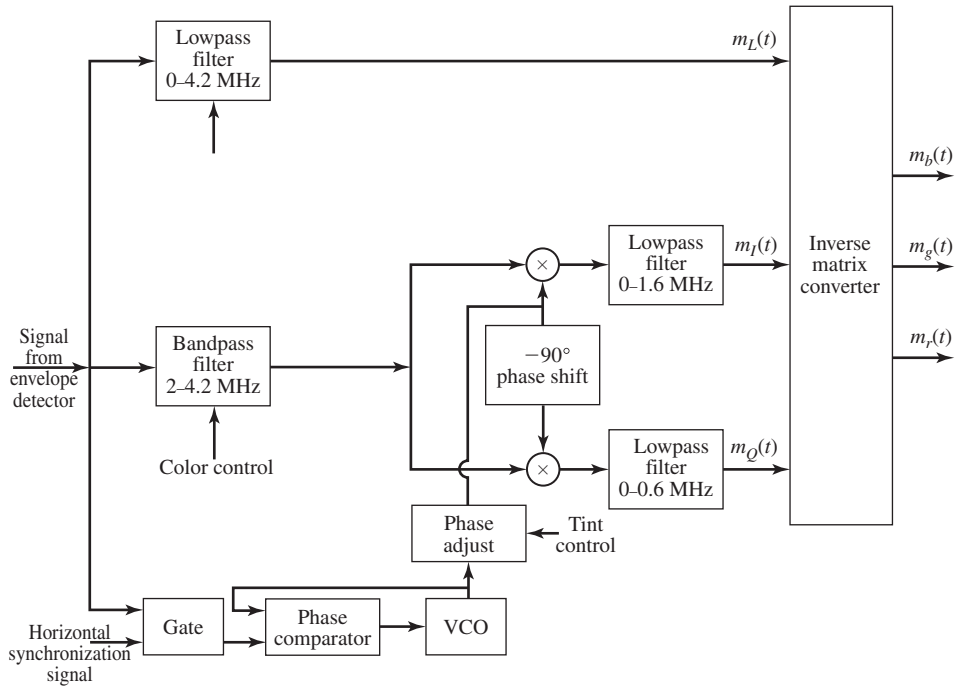 Lowpass
filter
0–4.2 MHz
m_L(t)
m_b(t)
Lowpass
filter
0–1.6 MHz
m_I(t)
Inverse
matrix
converter
m_g(t)
Signal
from
envelope
detector
Bandpass
filter
2–4.2 MHz
−90°
phase shift
m_r(t)
Color control
Lowpass
filter
0–0.6 MHz
m_Q(t)
Phase
adjust
Tint
control
Horizontal
synchronization
signal
Gate
Phase
comparator
VCO
×
×